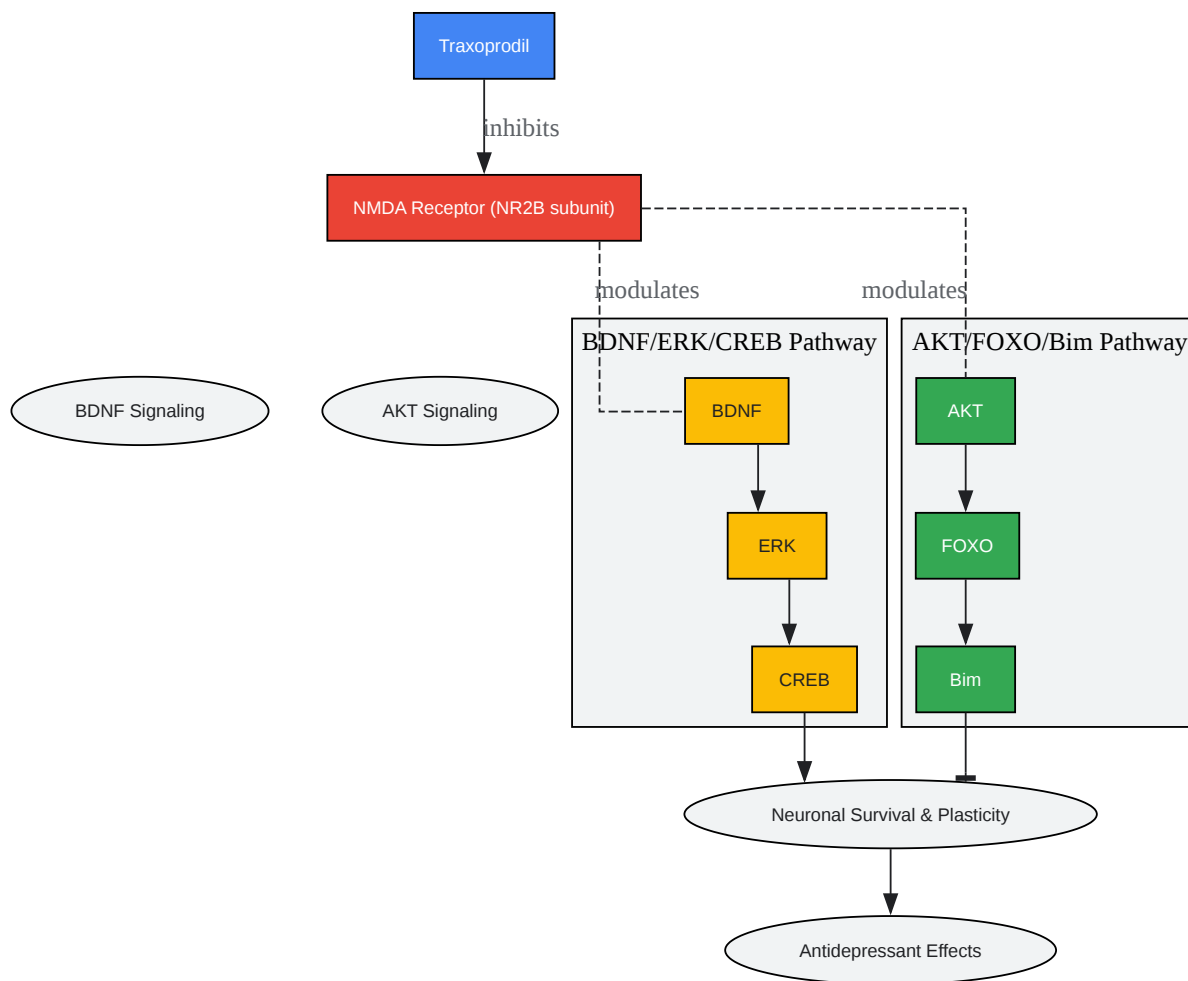 Traxoprodil
inhibits
NMDA Receptor (NR2B subunit)
modulates
modulates
BDNF/ERK/CREB Pathway
AKT/FOXO/Bim Pathway
BDNF Signaling
AKT Signaling
BDNF
AKT
ERK
FOXO
CREB
Bim
Neuronal Survival & Plasticity
Antidepressant Effects